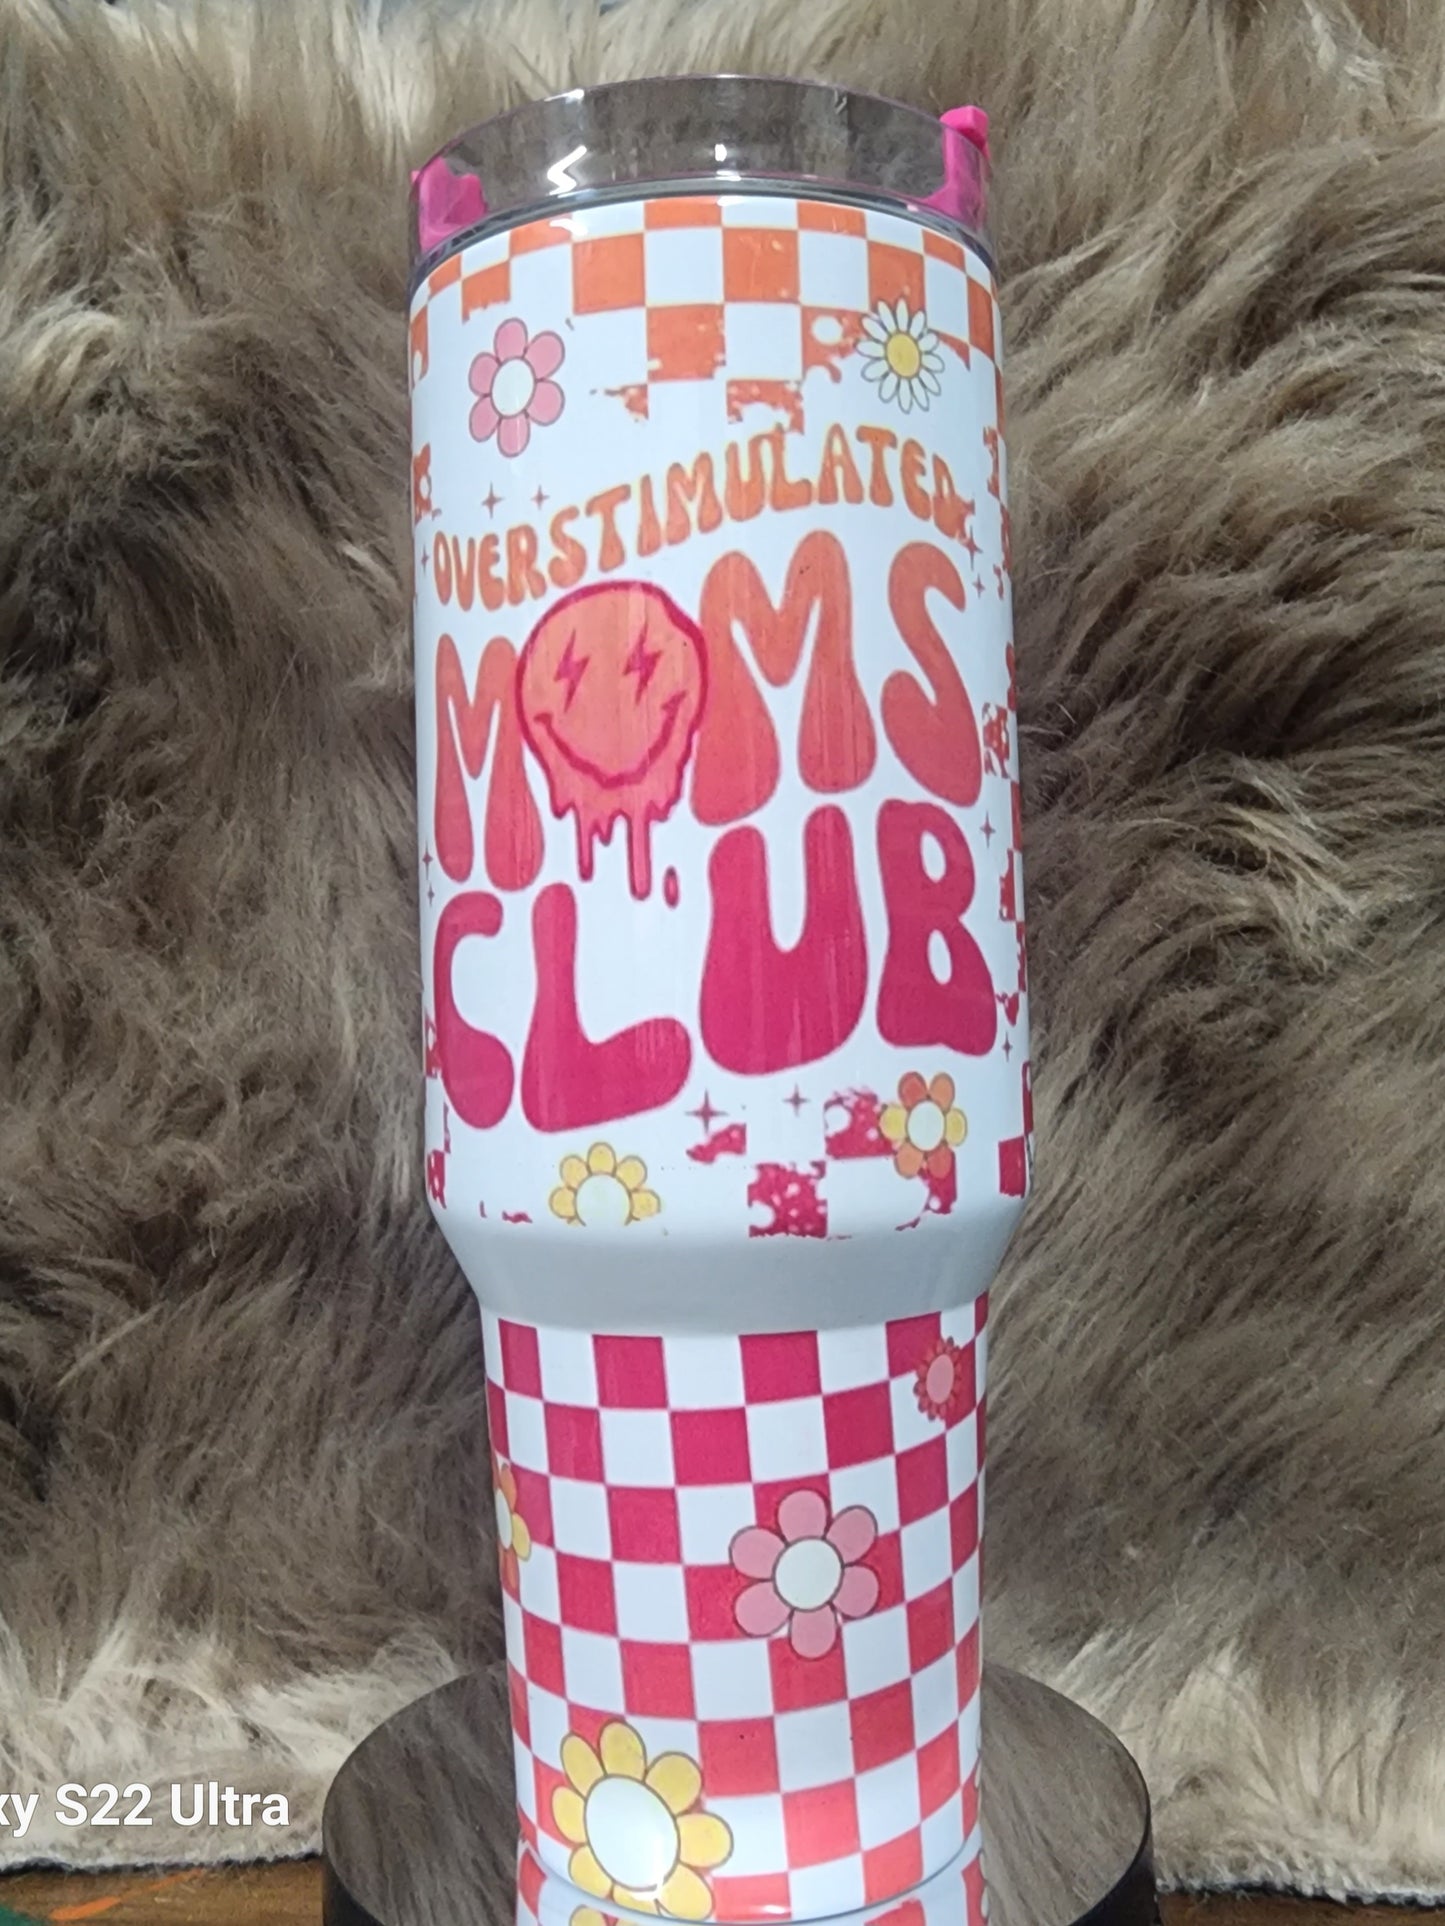 OVERSTIMULATED
MOMS
CLUB
xy S22 Ultra